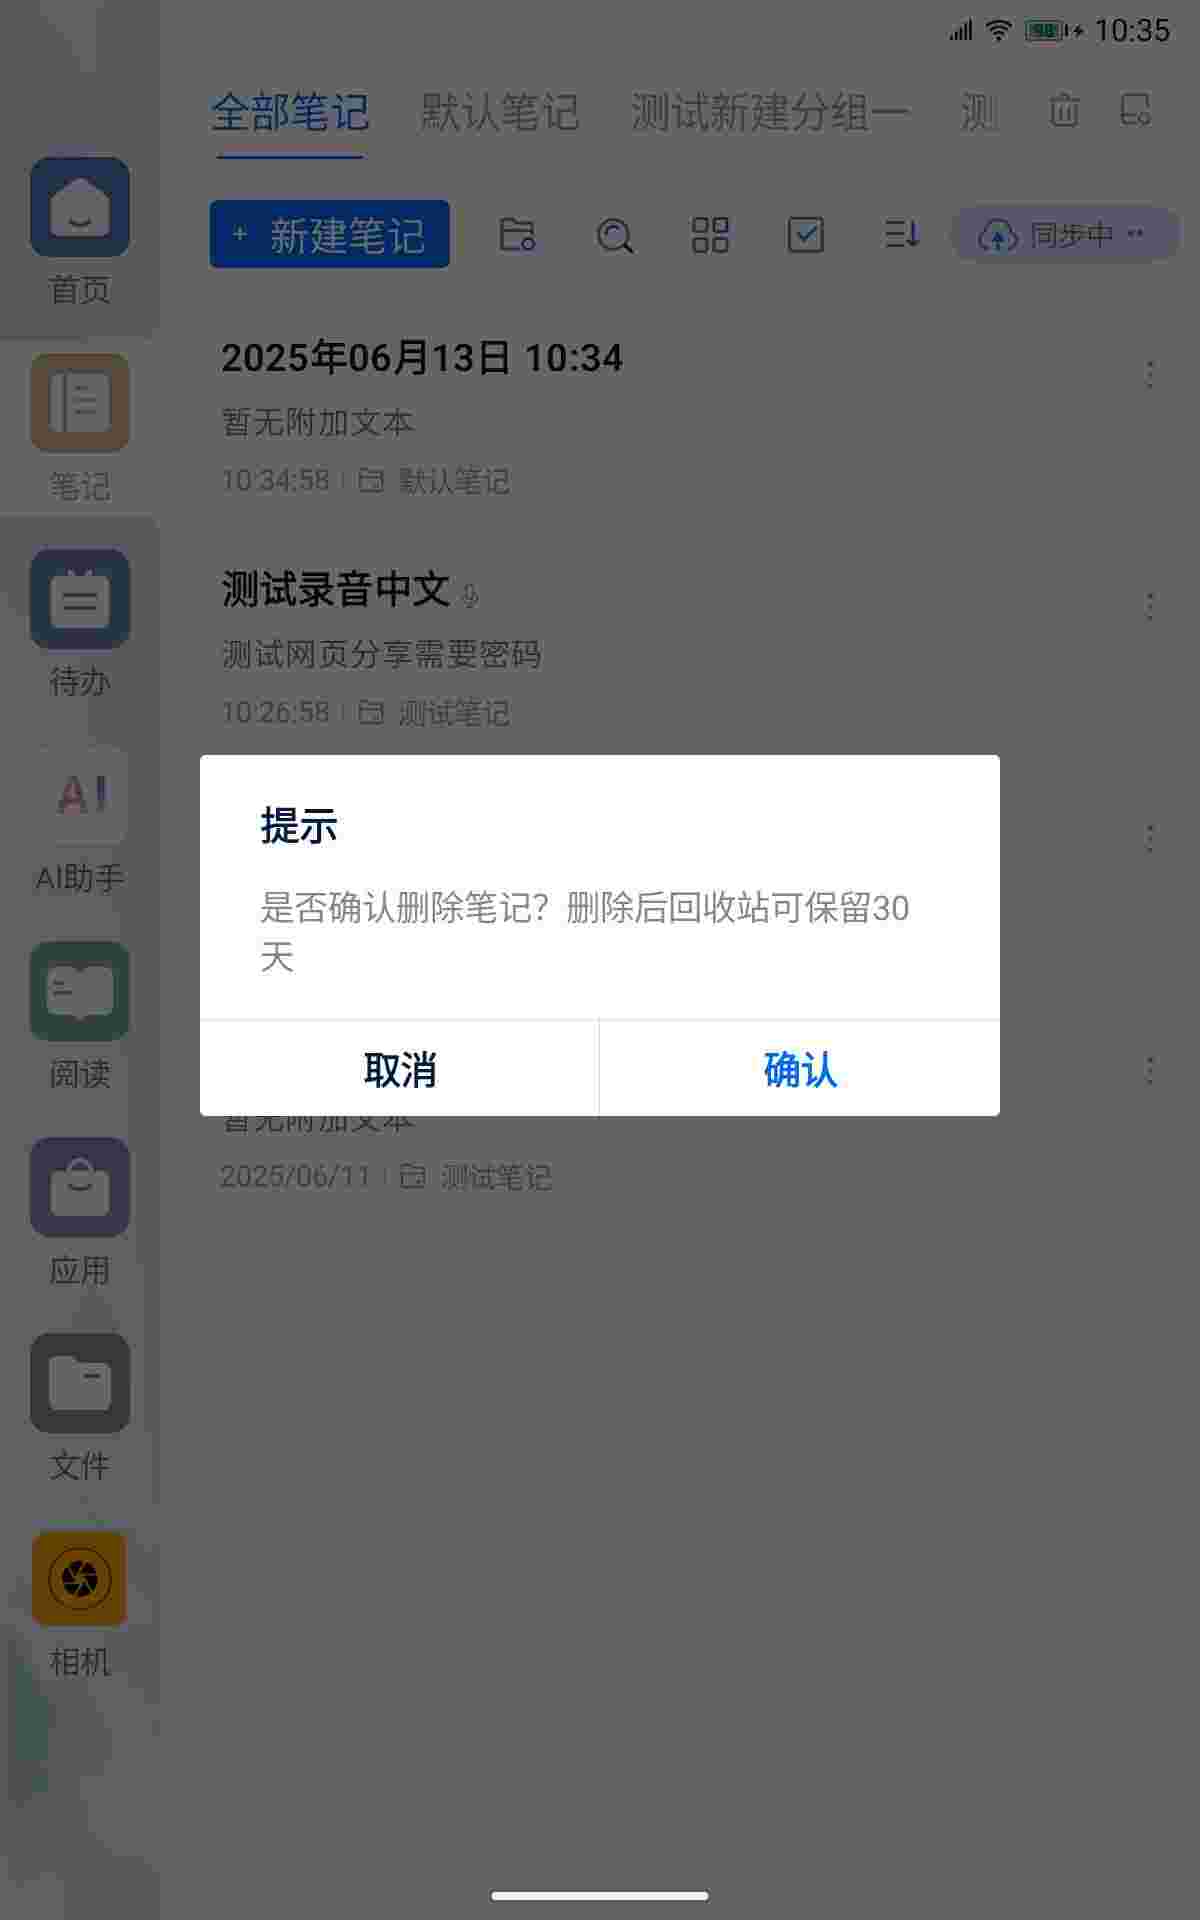 10:35
全部笔记 默认笔记 测试新建分组一 测
+ 新建笔记 同步中
首页
2025年06月13日 10:34
暂无附加文本
10:34:58 默认笔记
笔记
测试录音中文
测试网页分享需要密码
10:26:58 测试笔记
待办
AI
AI助手
提示
是否确认删除笔记？删除后回收站可保留30
天
取消 确认
阅读
暂无附加文本
2025/06/11 测试笔记
应用
文件
相机